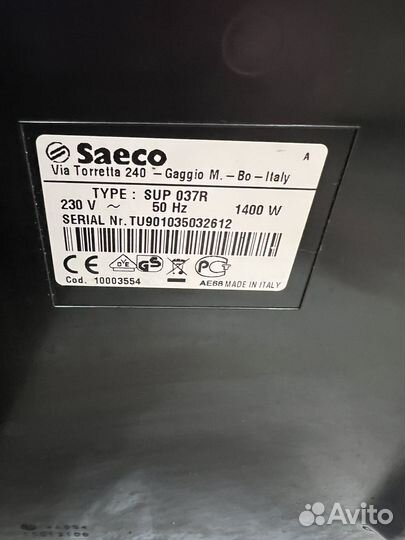 Saeco A
Via Torretta 240 - Gaggio M. - Bo - Italy
TYPE : SUP 037R
230 V ~ 50 Hz 1400 W
SERIAL Nr. TU901035032612
CE GS
Cod. 10003554 AE68 MADE IN ITALY
Avito